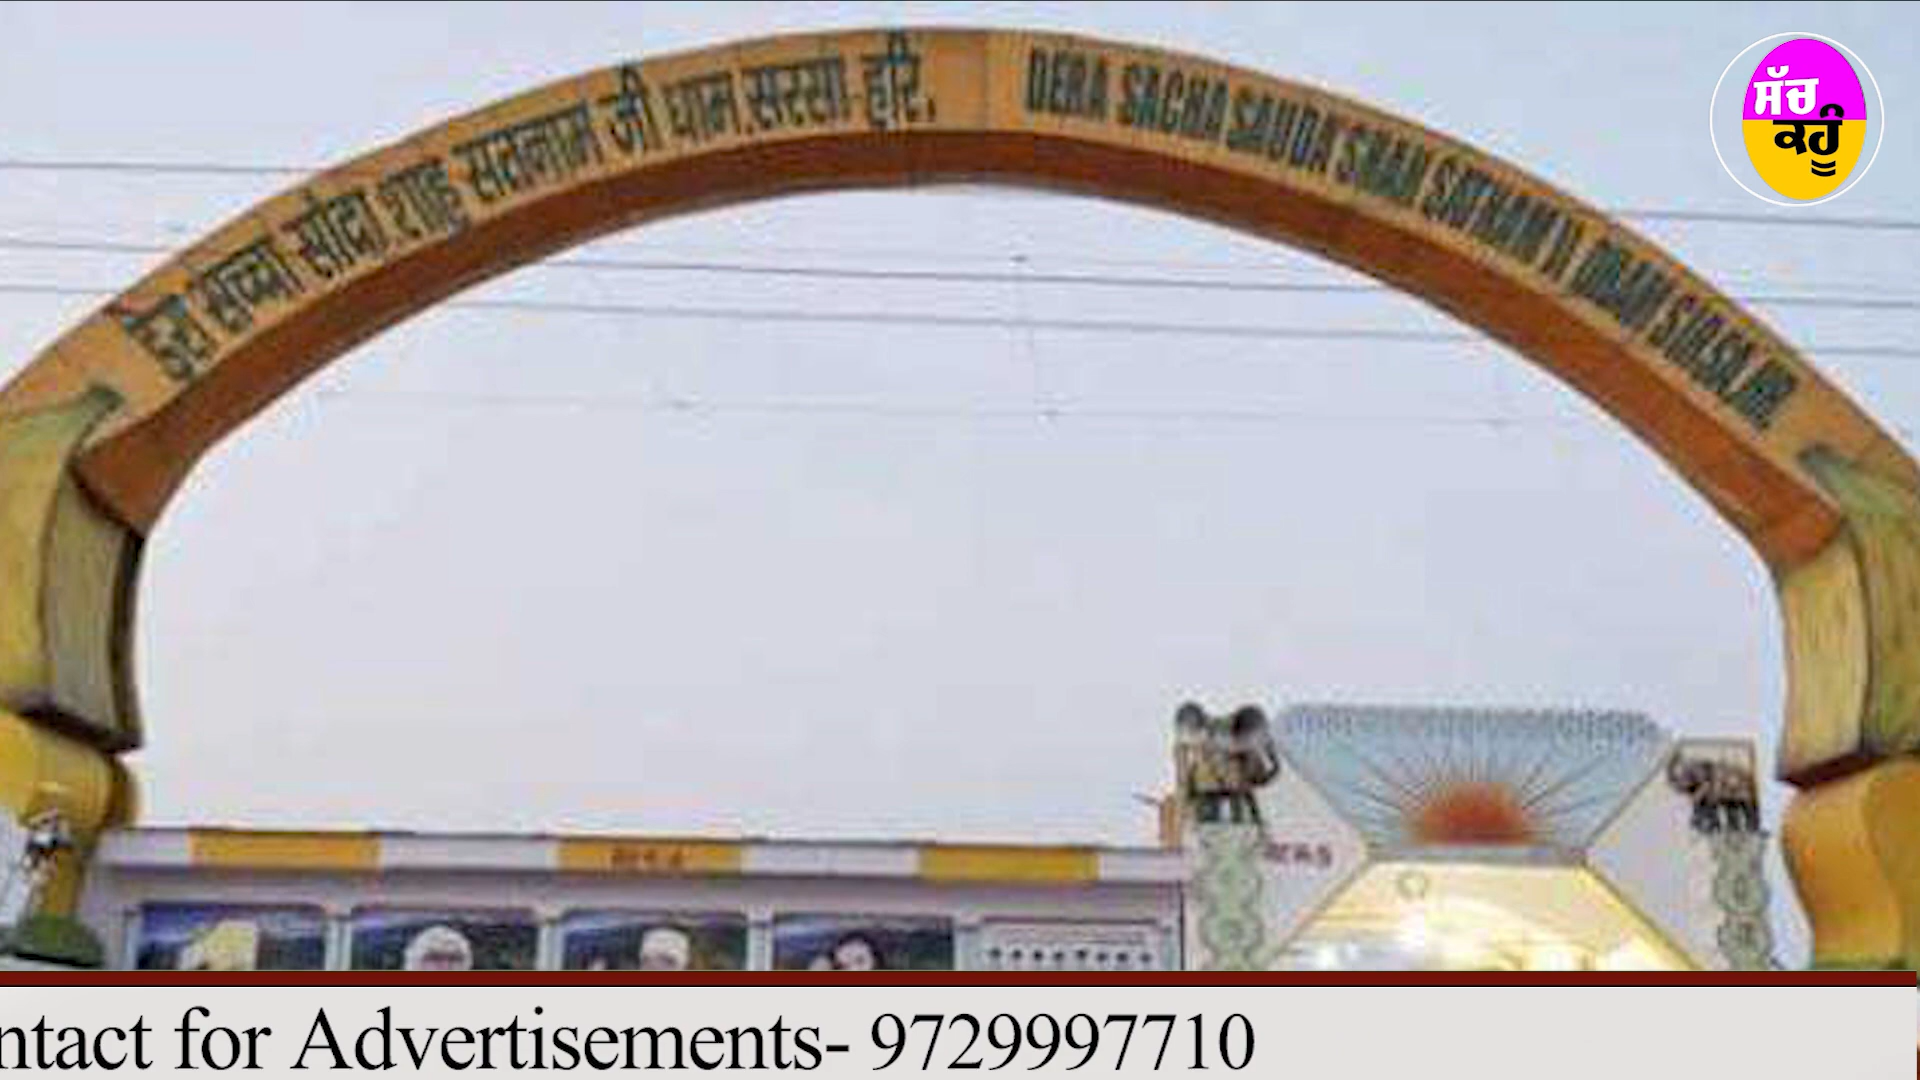 डेरा सच्चा सौदा शाह सतनाम जी धाम सरसा हरि.
DERA SACHA SAUDA SHAH SATNAM JI DHAM SIRSA, HR.
ਸੱਚ
ਕਹੂੰ
ntact for Advertisements- 9729997710